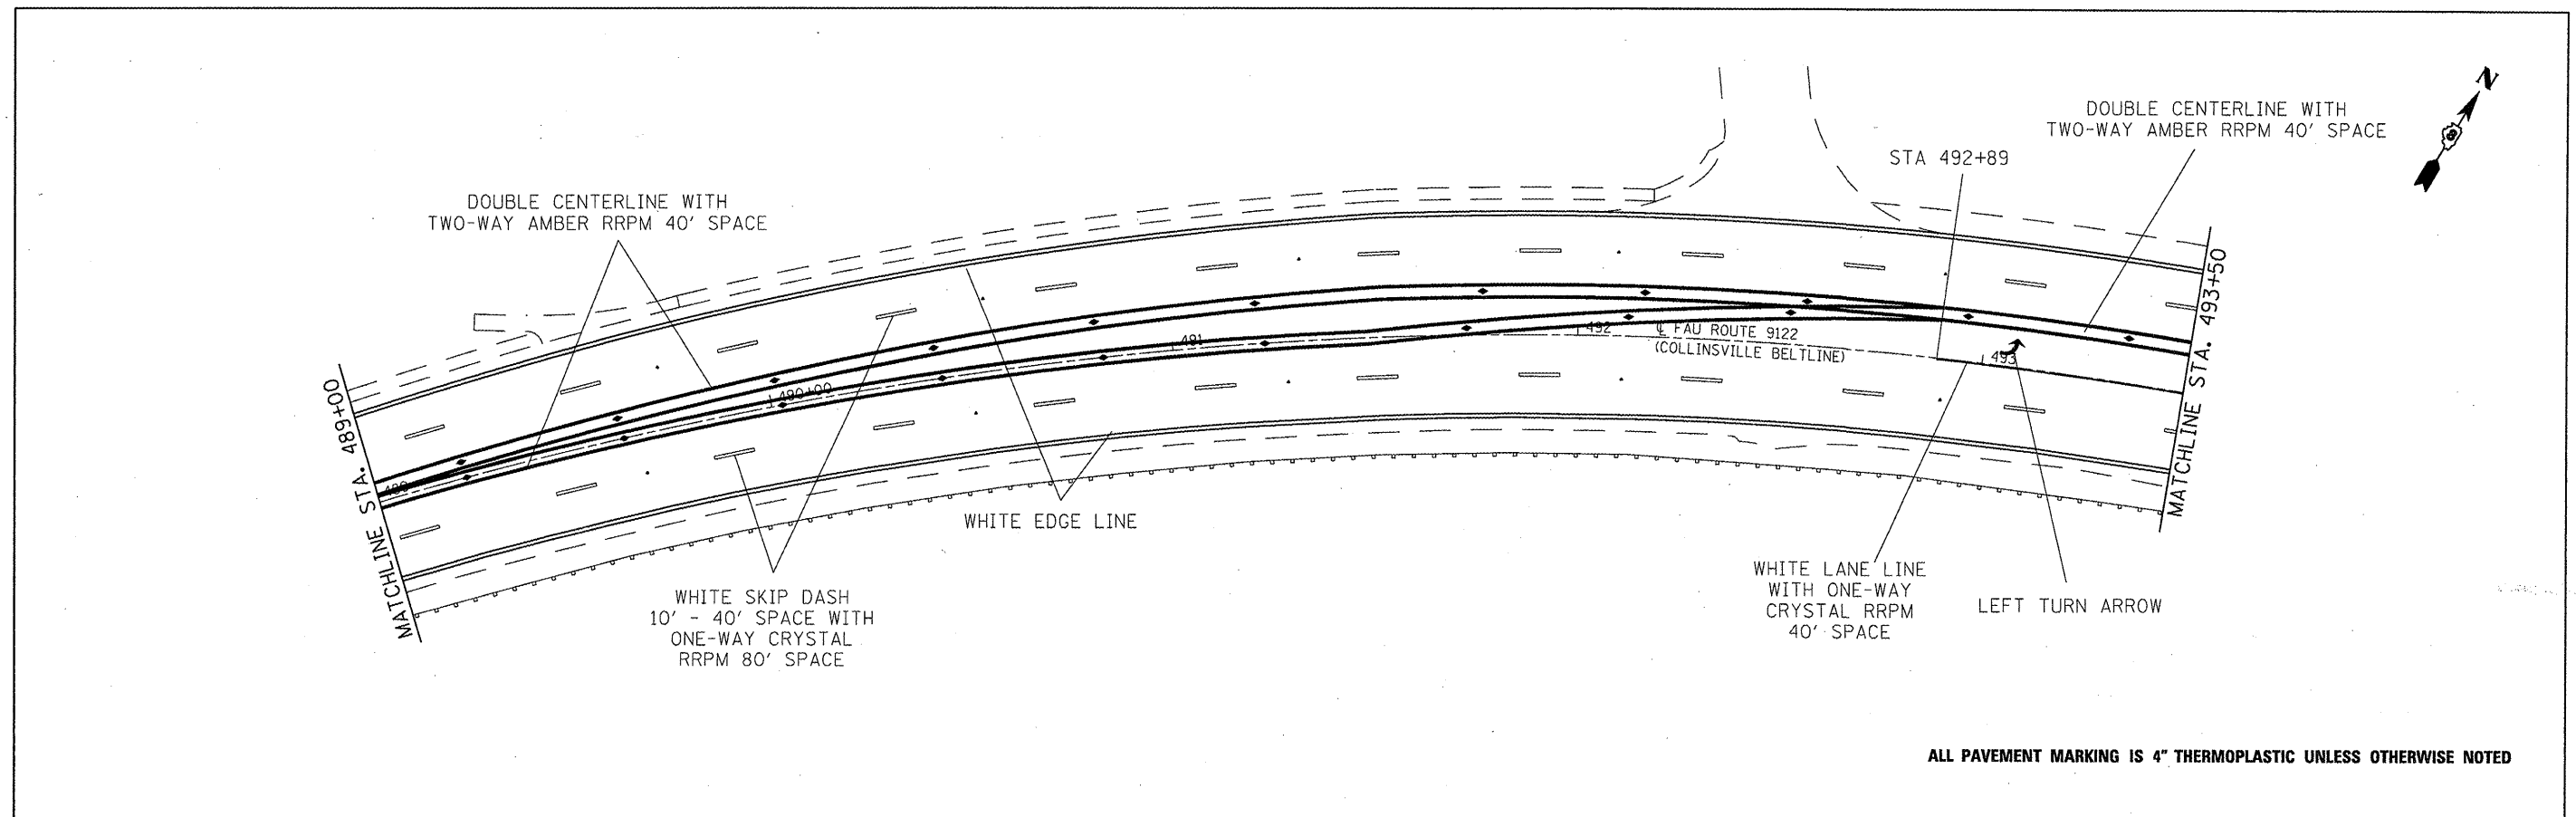 N
8
DOUBLE CENTERLINE WITH
TWO-WAY AMBER RRPM 40' SPACE
STA 492+89
DOUBLE CENTERLINE WITH
TWO-WAY AMBER RRPM 40' SPACE
MATCHLINE STA. 489+00
MATCHLINE STA. 493+50
490+00
491
492
℄ FAU ROUTE 9122
(COLLINSVILLE BELTLINE)
493
WHITE EDGE LINE
WHITE SKIP DASH
10' - 40' SPACE WITH
ONE-WAY CRYSTAL
RRPM 80' SPACE
WHITE LANE LINE
WITH ONE-WAY
CRYSTAL RRPM
40' SPACE
LEFT TURN ARROW
ALL PAVEMENT MARKING IS 4" THERMOPLASTIC UNLESS OTHERWISE NOTED